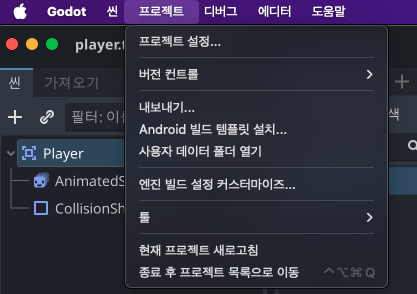 Godot 씬 프로젝트 디버그 에디터 도움말
player.t
씬 가져오기
필터: 이름
색
Player
AnimatedS
CollisionSh
프로젝트 설정...
버전 컨트롤
내보내기...
Android 빌드 템플릿 설치...
사용자 데이터 폴더 열기
엔진 빌드 설정 커스터마이즈...
툴
현재 프로젝트 새로고침
종료 후 프로젝트 목록으로 이동 ⌃⌥⌘Q